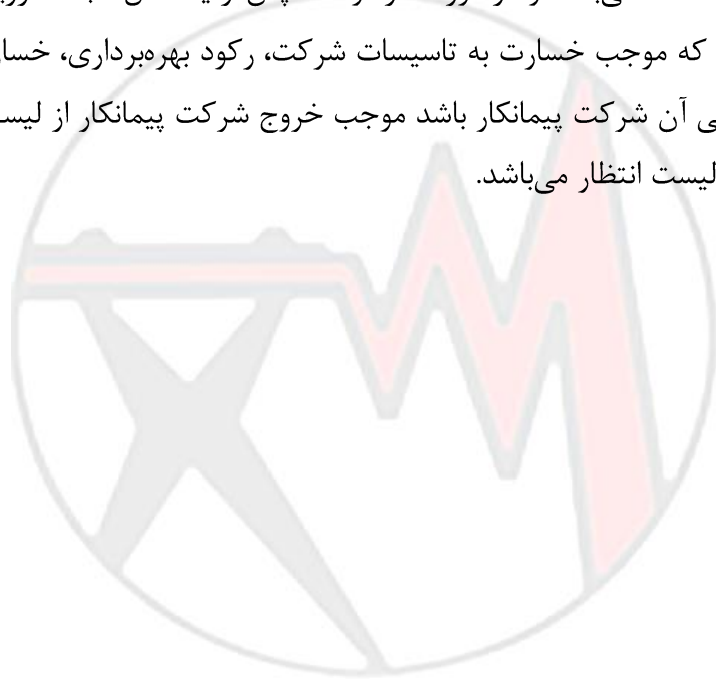 که موجب خسارت به تاسیسات شرکت، رکود بهره‌برداری، خسا
ی آن شرکت پیمانکار باشد موجب خروج شرکت پیمانکار از لیس
لیست انتظار می‌باشد.